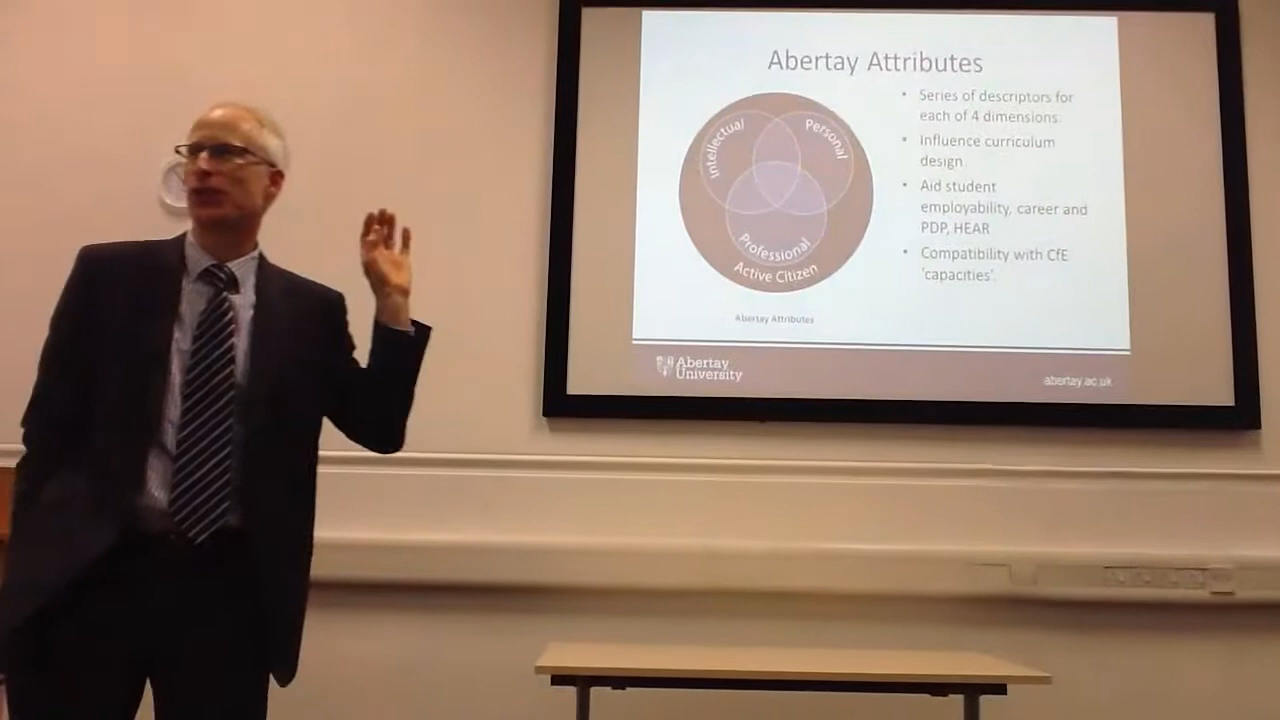 Abertay Attributes
Intellectual
Personal
Professional
Active Citizen
Abertay Attributes
• Series of descriptors for
each of 4 dimensions.
• Influence curriculum
design
• Aid student
employability, career and
PDP, HEAR
• Compatibility with CfE
'capacities'.
Abertay
University
abertay.ac.uk